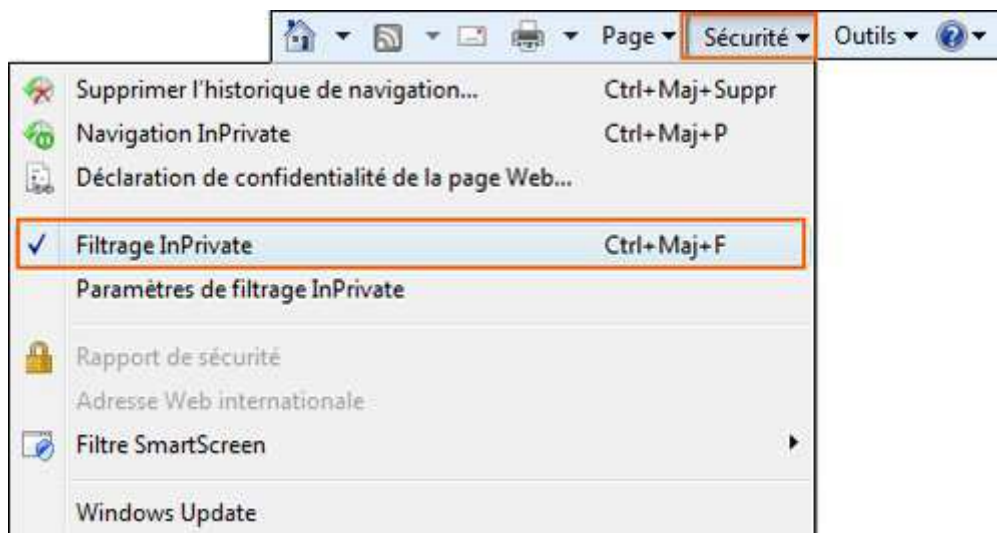 Page Sécurité Outils
Supprimer l'historique de navigation... Ctrl+Maj+Suppr
Navigation InPrivate Ctrl+Maj+P
Déclaration de confidentialité de la page Web...
Filtrage InPrivate Ctrl+Maj+F
Paramètres de filtrage InPrivate
Rapport de sécurité
Adresse Web internationale
Filtre SmartScreen
Windows Update